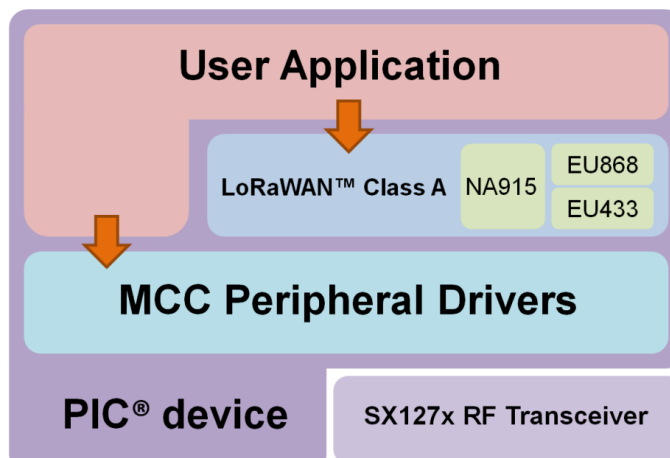 User Application
LoRaWAN™ Class A
NA915
EU868
EU433
MCC Peripheral Drivers
PIC® device
SX127x RF Transceiver